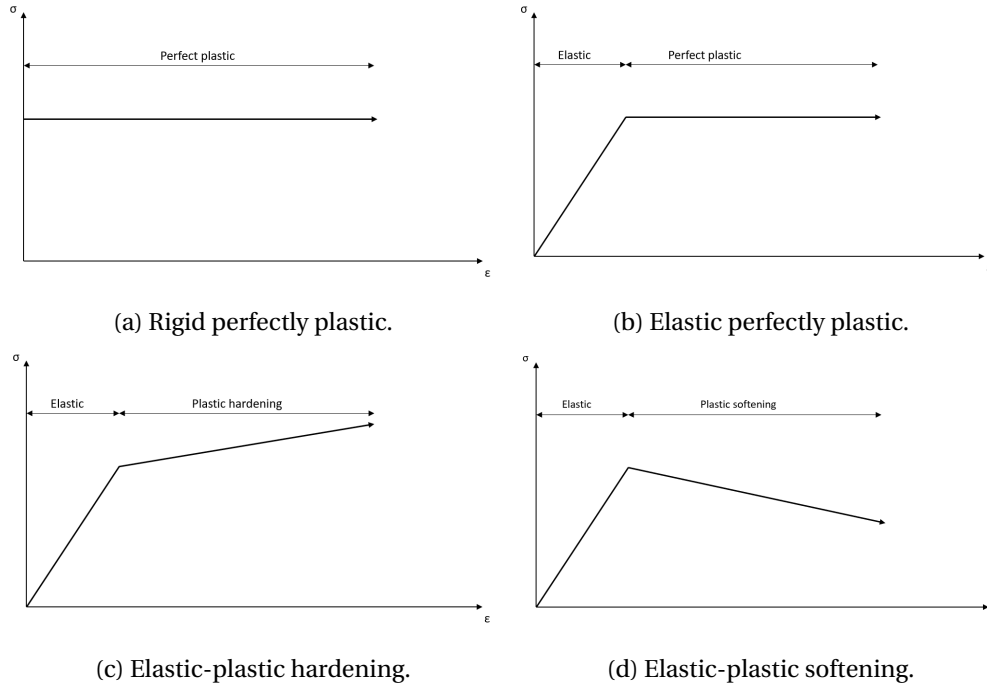 σ
Perfect plastic
ε
(a) Rigid perfectly plastic.
σ
Elastic
Perfect plastic
(b) Elastic perfectly plastic.
σ
Elastic
Plastic hardening
ε
(c) Elastic-plastic hardening.
σ
Elastic
Plastic softening
(d) Elastic-plastic softening.